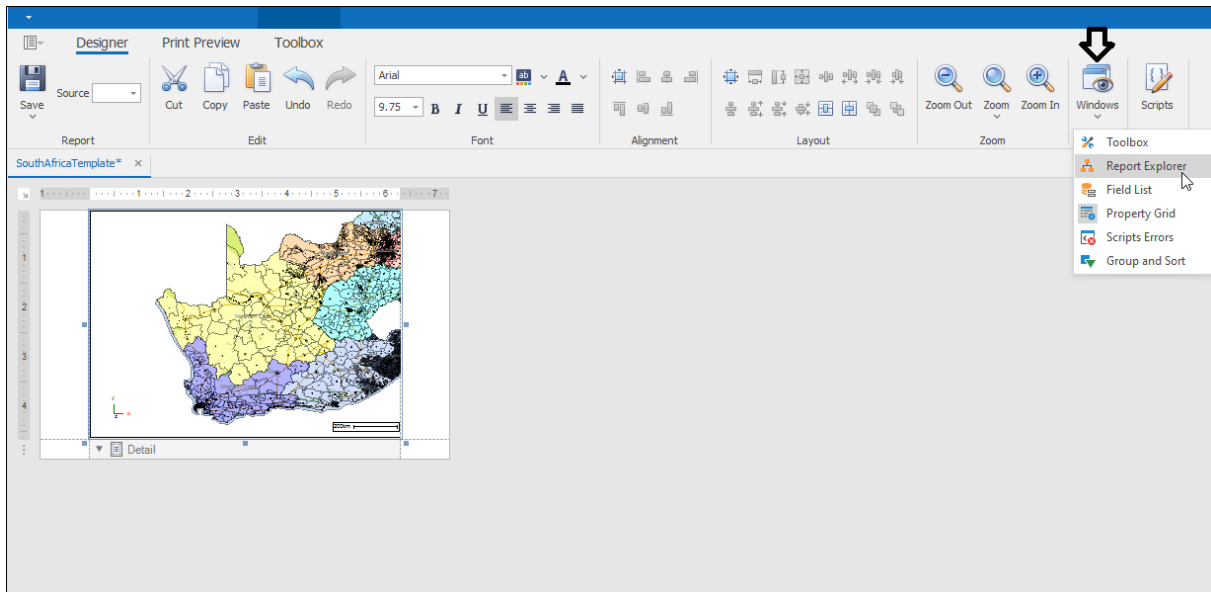 Designer Print Preview Toolbox
Save
Source
Cut Copy Paste Undo Redo
Arial
ab A
9.75 B I U
Zoom Out Zoom Zoom In
Windows
Scripts
Report Edit Font Alignment Layout Zoom
Toolbox
Report Explorer
Field List
Property Grid
Scripts Errors
Group and Sort
SouthAfricaTemplate* ×
1 1 2 3 4 5 6 7
1
2
3
4
Detail